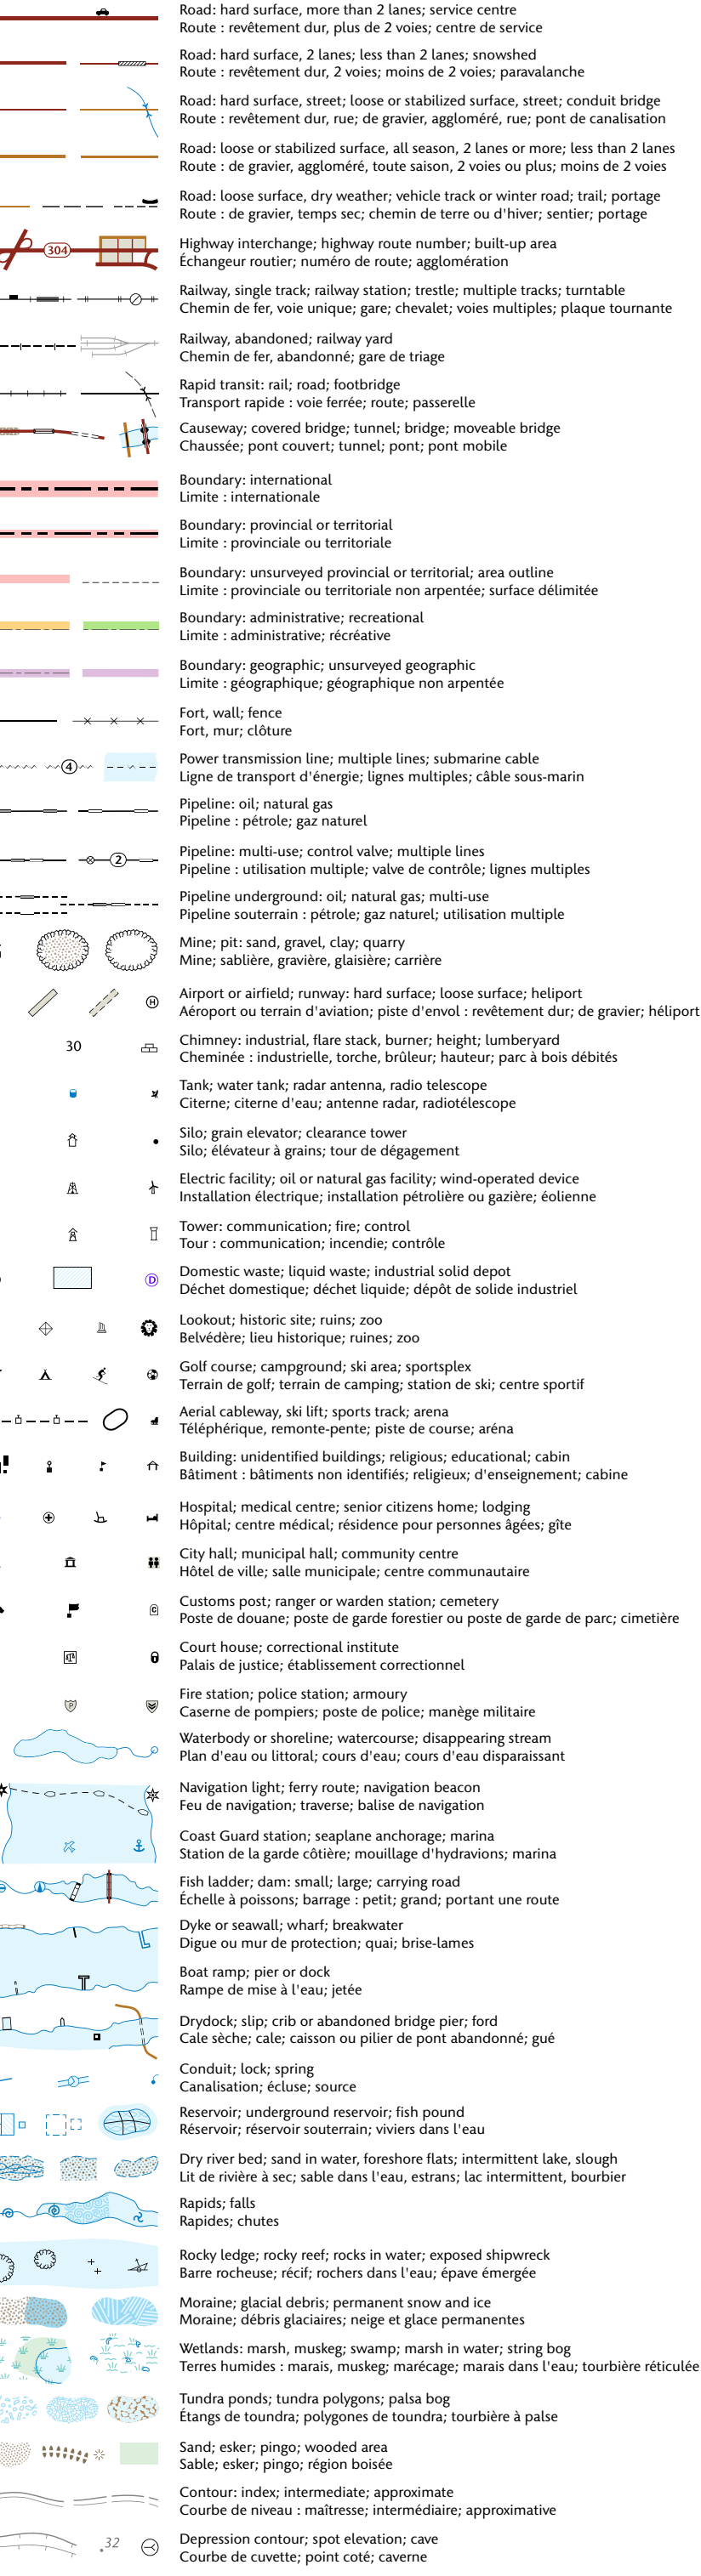 Road: hard surface, more than 2 lanes; service centre
Route : revêtement dur, plus de 2 voies; centre de service
Road: hard surface, 2 lanes; less than 2 lanes; snowshed
Route : revêtement dur, 2 voies; moins de 2 voies; paravalanche
Road: hard surface, street; loose or stabilized surface, street; conduit bridge
Route : revêtement dur, rue; de gravier, aggloméré, rue; pont de canalisation
Road: loose or stabilized surface, all season, 2 lanes or more; less than 2 lanes
Route : de gravier, aggloméré, toute saison, 2 voies ou plus; moins de 2 voies
Road: loose surface, dry weather; vehicle track or winter road; trail; portage
Route : de gravier, temps sec; chemin de terre ou d'hiver; sentier; portage
304
Highway interchange; highway route number; built-up area
Échangeur routier; numéro de route; agglomération
Railway, single track; railway station; trestle; multiple tracks; turntable
Chemin de fer, voie unique; gare; chevalet; voies multiples; plaque tournante
Railway, abandoned; railway yard
Chemin de fer, abandonné; gare de triage
Rapid transit: rail; road; footbridge
Transport rapide : voie ferrée; route; passerelle
Causeway; covered bridge; tunnel; bridge; moveable bridge
Chaussée; pont couvert; tunnel; pont; pont mobile
Boundary: international
Limite : internationale
Boundary: provincial or territorial
Limite : provinciale ou territoriale
Boundary: unsurveyed provincial or territorial; area outline
Limite : provinciale ou territoriale non arpentée; surface délimitée
Boundary: administrative; recreational
Limite : administrative; récréative
Boundary: geographic; unsurveyed geographic
Limite : géographique; géographique non arpentée
Fort, wall; fence
Fort, mur; clôture
4
Power transmission line; multiple lines; submarine cable
Ligne de transport d'énergie; lignes multiples; câble sous-marin
Pipeline: oil; natural gas
Pipeline : pétrole; gaz naturel
2
Pipeline: multi-use; control valve; multiple lines
Pipeline : utilisation multiple; valve de contrôle; lignes multiples
Pipeline underground: oil; natural gas; multi-use
Pipeline souterrain : pétrole; gaz naturel; utilisation multiple
Mine; pit: sand, gravel, clay; quarry
Mine; sablière, gravière, glaisière; carrière
H
Airport or airfield; runway: hard surface; loose surface; heliport
Aéroport ou terrain d'aviation; piste d'envol : revêtement dur; de gravier; héliport
30
Chimney: industrial, flare stack, burner; height; lumberyard
Cheminée : industrielle, torche, brûleur; hauteur; parc à bois débités
Tank; water tank; radar antenna, radio telescope
Citerne; citerne d'eau; antenne radar, radiotélescope
Silo; grain elevator; clearance tower
Silo; élévateur à grains; tour de dégagement
Electric facility; oil or natural gas facility; wind-operated device
Installation électrique; installation pétrolière ou gazière; éolienne
Tower: communication; fire; control
Tour : communication; incendie; contrôle
D
Domestic waste; liquid waste; industrial solid depot
Déchet domestique; déchet liquide; dépôt de solide industriel
Lookout; historic site; ruins; zoo
Belvédère; lieu historique; ruines; zoo
Golf course; campground; ski area; sportsplex
Terrain de golf; terrain de camping; station de ski; centre sportif
Aerial cableway, ski lift; sports track; arena
Téléphérique, remonte-pente; piste de course; aréna
Building: unidentified buildings; religious; educational; cabin
Bâtiment : bâtiments non identifiés; religieux; d'enseignement; cabine
Hospital; medical centre; senior citizens home; lodging
Hôpital; centre médical; résidence pour personnes âgées; gîte
City hall; municipal hall; community centre
Hôtel de ville; salle municipale; centre communautaire
C
Customs post; ranger or warden station; cemetery
Poste de douane; poste de garde forestier ou poste de garde de parc; cimetière
Court house; correctional institute
Palais de justice; établissement correctionnel
P
Fire station; police station; armoury
Caserne de pompiers; poste de police; manège militaire
Waterbody or shoreline; watercourse; disappearing stream
Plan d'eau ou littoral; cours d'eau; cours d'eau disparaissant
Navigation light; ferry route; navigation beacon
Feu de navigation; traverse; balise de navigation
Coast Guard station; seaplane anchorage; marina
Station de la garde côtière; mouillage d'hydravions; marina
Fish ladder; dam: small; large; carrying road
Échelle à poissons; barrage : petit; grand; portant une route
Dyke or seawall; wharf; breakwater
Digue ou mur de protection; quai; brise-lames
Boat ramp; pier or dock
Rampe de mise à l'eau; jetée
Drydock; slip; crib or abandoned bridge pier; ford
Cale sèche; cale; caisson ou pilier de pont abandonné; gué
Conduit; lock; spring
Canalisation; écluse; source
Reservoir; underground reservoir; fish pound
Réservoir; réservoir souterrain; viviers dans l'eau
Dry river bed; sand in water, foreshore flats; intermittent lake, slough
Lit de rivière à sec; sable dans l'eau, estrans; lac intermittent, bourbier
Rapids; falls
Rapides; chutes
Rocky ledge; rocky reef; rocks in water; exposed shipwreck
Barre rocheuse; récif; rochers dans l'eau; épave émergée
Moraine; glacial debris; permanent snow and ice
Moraine; débris glaciaires; neige et glace permanentes
Wetlands: marsh, muskeg; swamp; marsh in water; string bog
Terres humides : marais, muskeg; marécage; marais dans l'eau; tourbière réticulée
Tundra ponds; tundra polygons; palsa bog
Étangs de toundra; polygones de toundra; tourbière à palse
Sand; esker; pingo; wooded area
Sable; esker; pingo; région boisée
Contour: index; intermediate; approximate
Courbe de niveau : maîtresse; intermédiaire; approximative
.32
Depression contour; spot elevation; cave
Courbe de cuvette; point coté; caverne